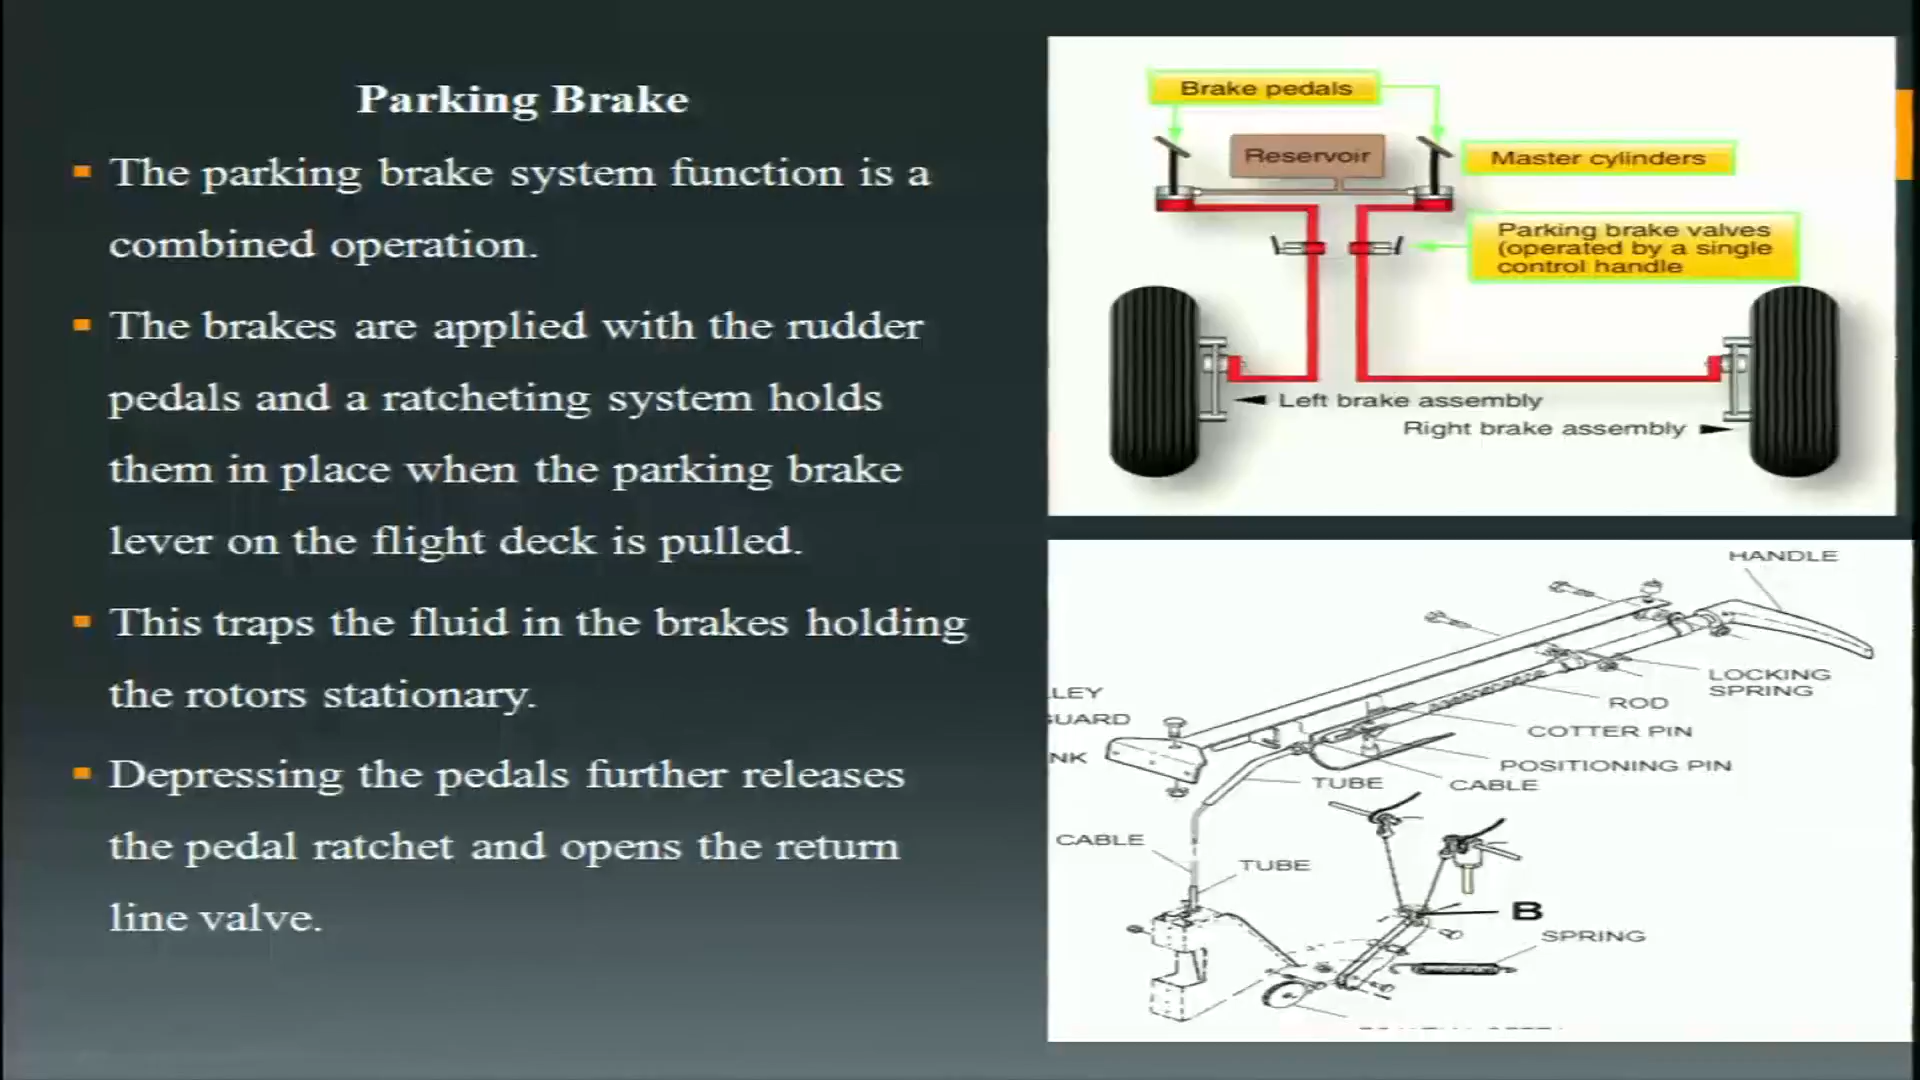 Parking Brake
The parking brake system function is a
combined operation.
The brakes are applied with the rudder
pedals and a ratcheting system holds
them in place when the parking brake
lever on the flight deck is pulled.
This traps the fluid in the brakes holding
the rotors stationary.
Depressing the pedals further releases
the pedal ratchet and opens the return
line valve.
Brake pedals
Reservoir
Master cylinders
Parking brake valves
(operated by a single
control handle
Left brake assembly
Right brake assembly
HANDLE
LOCKING
SPRING
ROD
COTTER PIN
POSITIONING PIN
CABLE
TUBE
LEY
GUARD
NK
CABLE
TUBE
B
SPRING